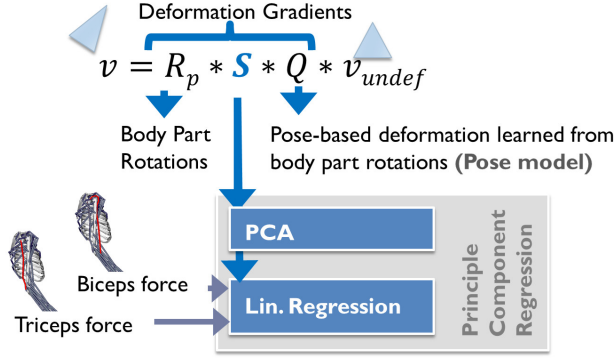 Deformation Gradients
v = R_p * S * Q * v_undef
Body Part
Rotations
Pose-based deformation learned from
body part rotations (Pose model)
PCA
Biceps force
Lin. Regression
Triceps force
Principle
Component
Regression